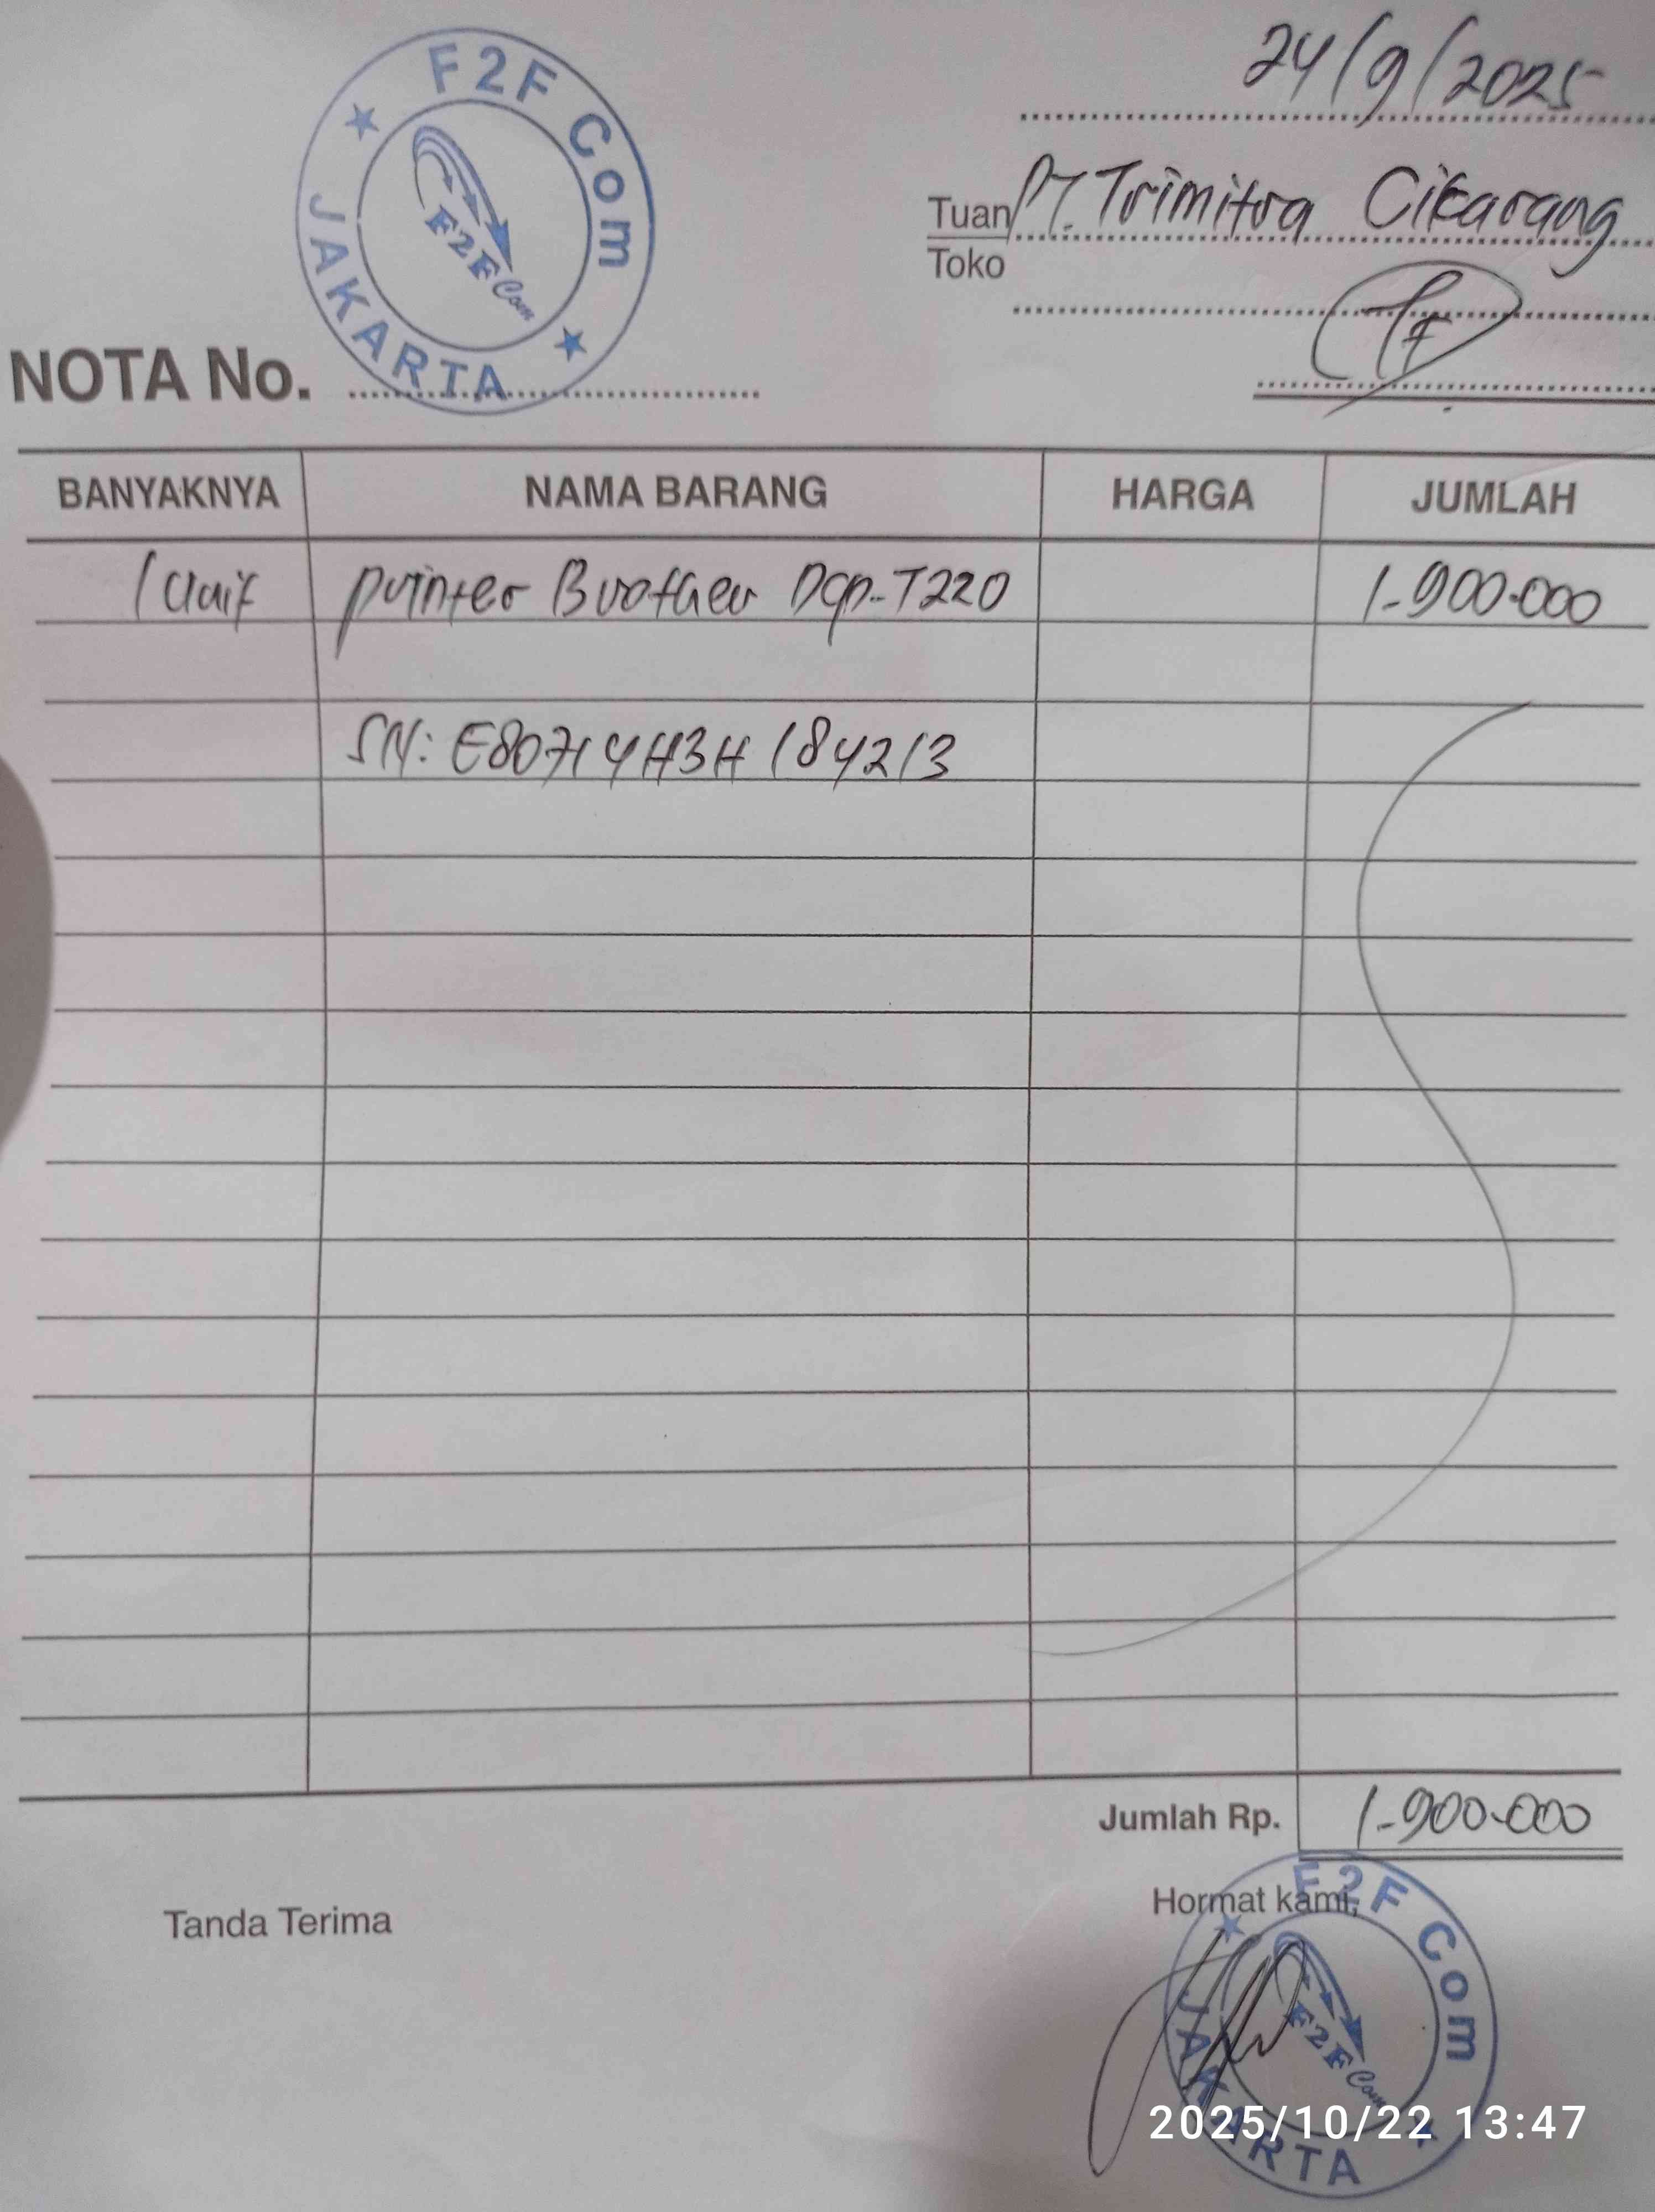 F2F Com
JAKARTA
F2F Com
24/9/2025
Tuan PT. Trimitra Cikarang
Toko
NOTA No.
BANYAKNYA NAMA BARANG HARGA JUMLAH
1 Unit printer Brother Dcp-T220 1-900.000
SN: E80714H3H184213
Jumlah Rp. 1-900.000
Tanda Terima
Hormat kami,
F2F Com
JAKARTA
F2F Com
2025/10/22 13:47